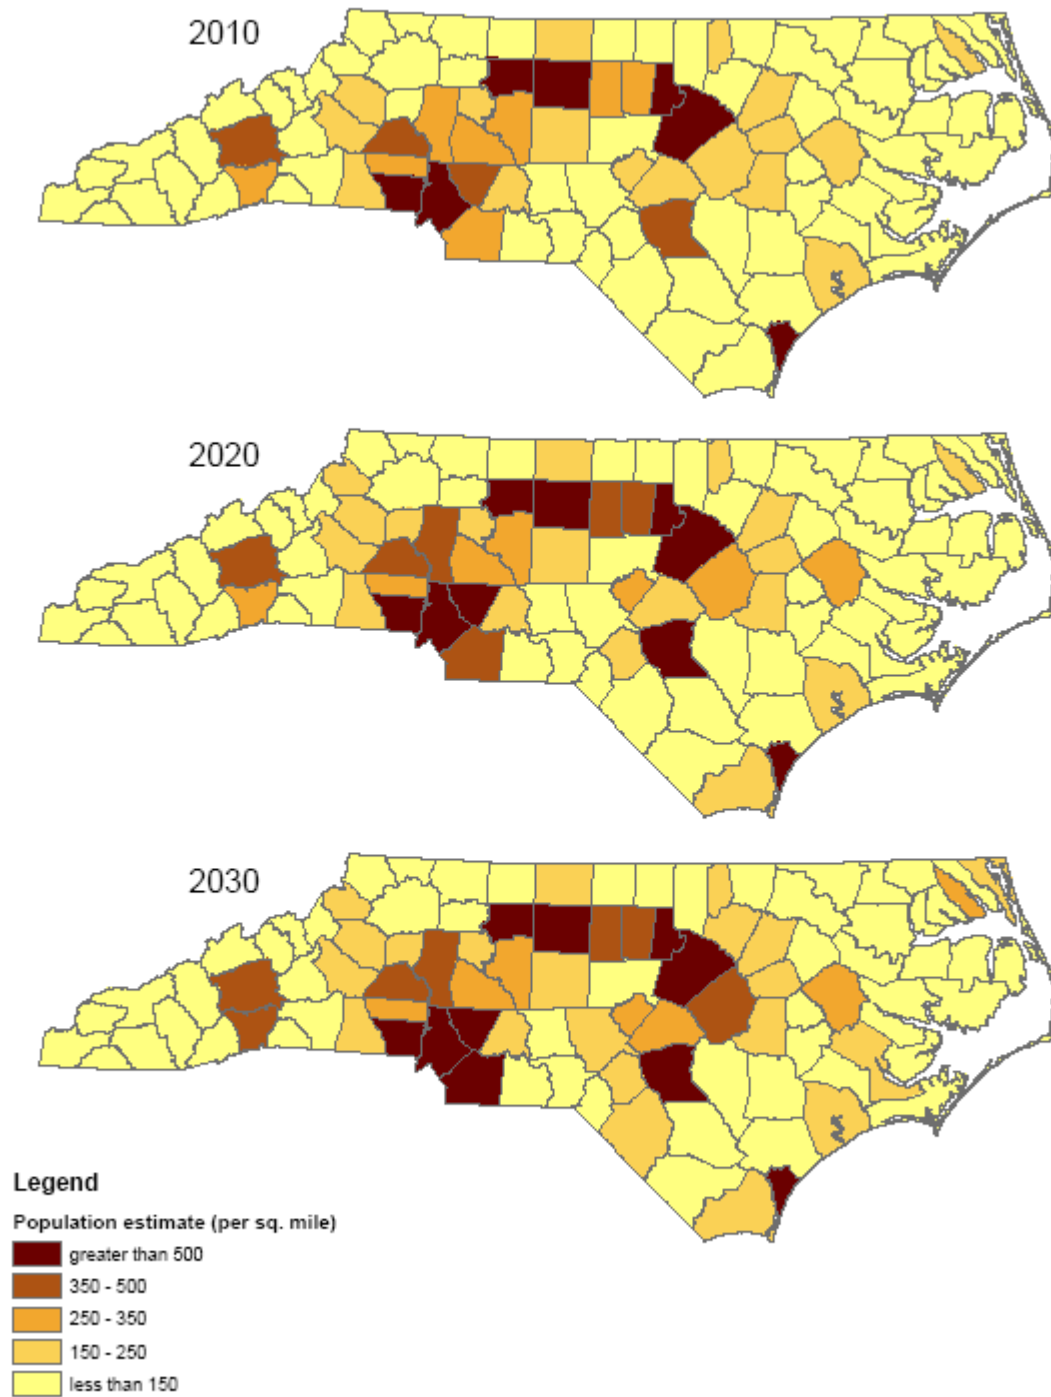 2010
2020
2030
Legend
Population estimate (per sq. mile)
greater than 500
350 - 500
250 - 350
150 - 250
less than 150